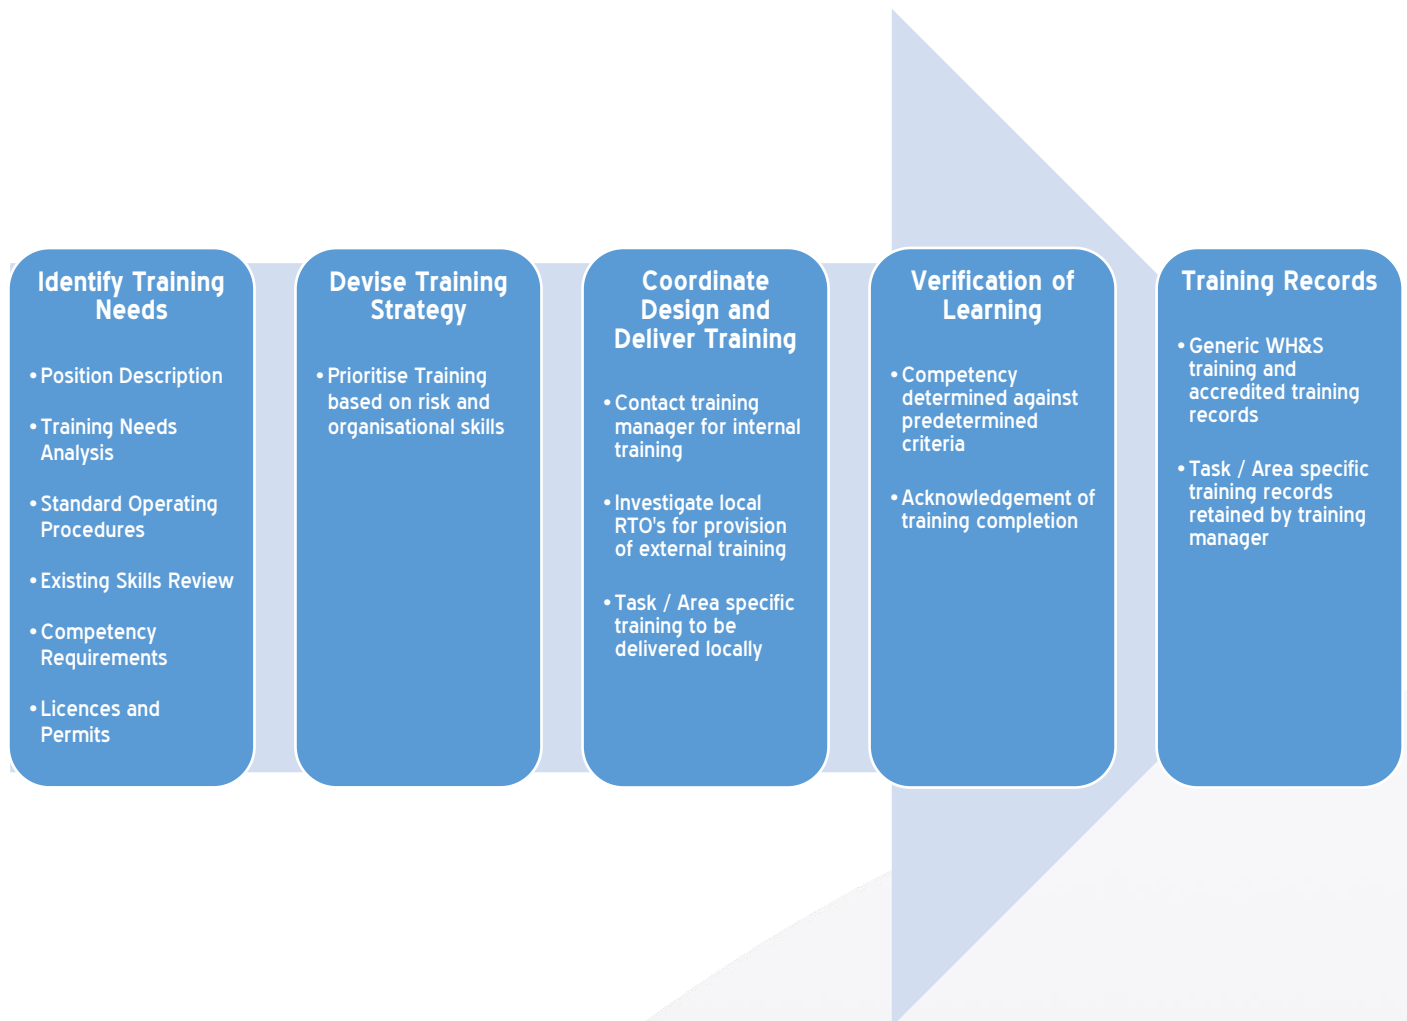 Identify Training
Needs
• Position Description
• Training Needs
Analysis
• Standard Operating
Procedures
• Existing Skills Review
• Competency
Requirements
• Licences and
Permits
Devise Training
Strategy
• Prioritise Training
based on risk and
organisational skills
Coordinate
Design and
Deliver Training
• Contact training
manager for internal
training
• Investigate local
RTO's for provision
of external training
• Task / Area specific
training to be
delivered locally
Verification of
Learning
• Competency
determined against
predetermined
criteria
• Acknowledgement of
training completion
Training Records
• Generic WH&S
training and
accredited training
records
• Task / Area specific
training records
retained by training
manager